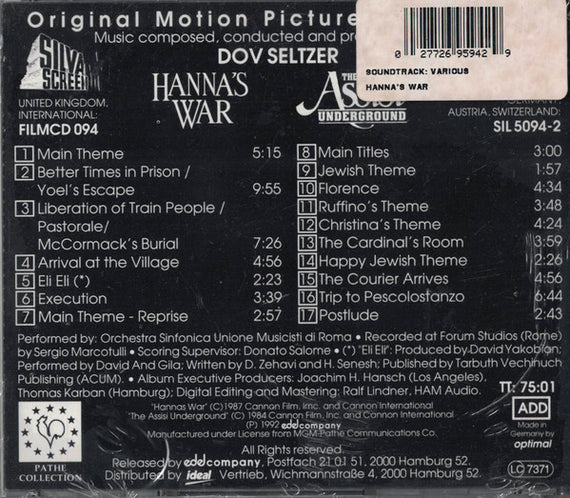 Original Motion Picture
Music composed, conducted and
DOV SELTZER
SILVA
SCREEN
HANNA'S
WAR
THE
Assisi
UNDERGROUND
0 27726 95942 9
SOUNDTRACK: VARIOUS
HANNA'S WAR
UNITED KINGDOM,
INTERNATIONAL:
FILMCD 094
GERMANY,
AUSTRIA, SWITZERLAND:
SIL 5094-2
1 Main Theme 5:15
2 Better Times in Prison /
Yoel's Escape 9:55
3 Liberation of Train People /
Pastorale/
McCormack's Burial 7:26
4 Arrival at the Village 4:56
5 Eli Eli (*) 2:23
6 Execution 3:39
7 Main Theme - Reprise 2:57
8 Main Titles 3:00
9 Jewish Theme 1:57
10 Florence 4:34
11 Ruffino's Theme 3:48
12 Christina's Theme 4:24
13 The Cardinal's Room 3:59
14 Happy Jewish Theme 2:26
15 The Courier Arrives 4:56
16 Trip to Pescolostanzo 6:44
17 Postlude 2:43
Performed by: Orchestra Sinfonica Unione Musicisti di Roma • Recorded at Forum Studios (Rome)
by Sergio Marcotulli • Scoring Supervisor: Donato Salome • (*) "Eli Eli": Produced by David Yakobian;
Performed by David And Gila; Written by D. Zehavi and H. Senesh; Published by Tarbuth Vechinuch
Publishing (ACUM). • Album Executive Producers: Joachim H. Hansch (Los Angeles),
Thomas Karban (Hamburg); Digital Editing and Mastering: Ralf Lindner, HAM Audio.
TT: 75:01
'Hannas War' (C) 1987 Cannon Film, Inc. and Cannon International
'The Assisi Underground' (C) 1984 Cannon Film, Inc. and Cannon International
(P) 1992 edel company
Manufactured under License from MGM-Pathe Communications Co.
ADD
Made in
Germany by
optimal
PATHE
COLLECTION
All Rights reserved.
Released by edel company, Postfach 21 01 51, 2000 Hamburg 52.
Distributed by ideal Vertrieb, Wichmannstraße 4, 2000 Hamburg 52.
LC 7371